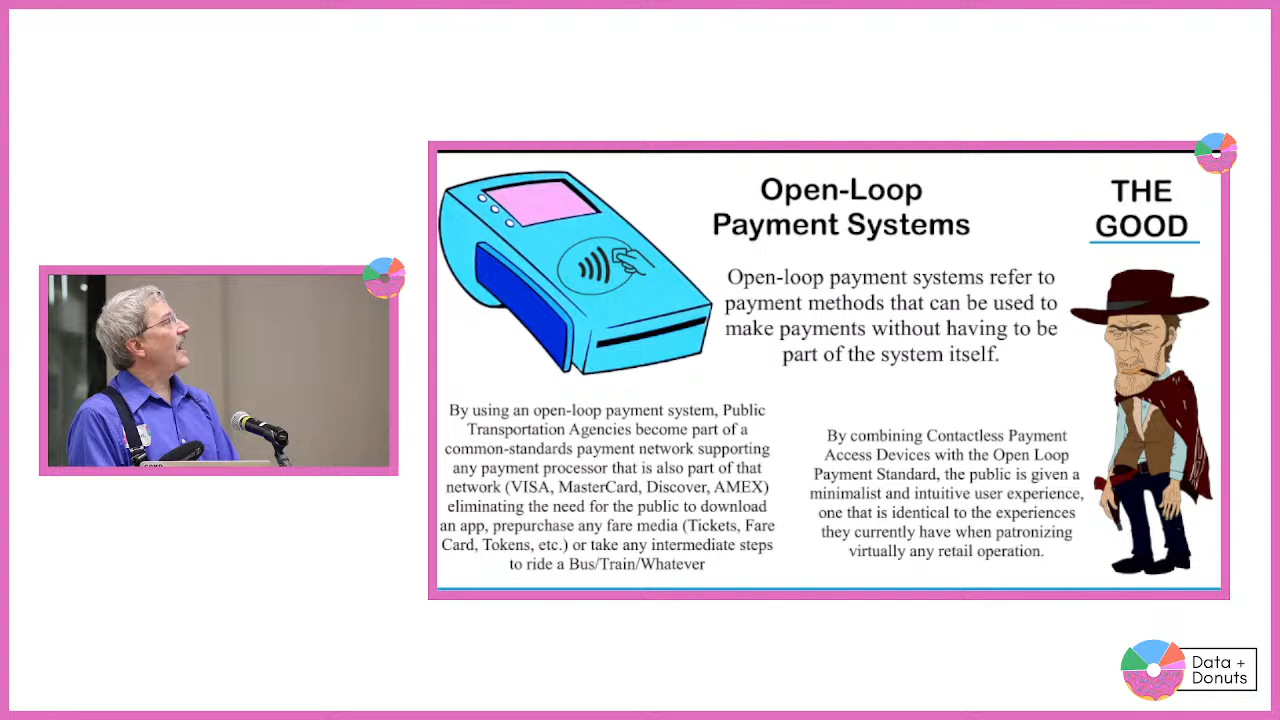 Open-Loop
Payment Systems
THE
GOOD
Open-loop payment systems refer to
payment methods that can be used to
make payments without having to be
part of the system itself.
By using an open-loop payment system, Public
Transportation Agencies become part of a
common-standards payment network supporting
any payment processor that is also part of that
network (VISA, MasterCard, Discover, AMEX)
eliminating the need for the public to download
an app, prepurchase any fare media (Tickets, Fare
Card, Tokens, etc.) or take any intermediate steps
to ride a Bus/Train/Whatever
By combining Contactless Payment
Access Devices with the Open Loop
Payment Standard, the public is given a
minimalist and intuitive user experience,
one that is identical to the experiences
they currently have when patronizing
virtually any retail operation.
Data +
Donuts